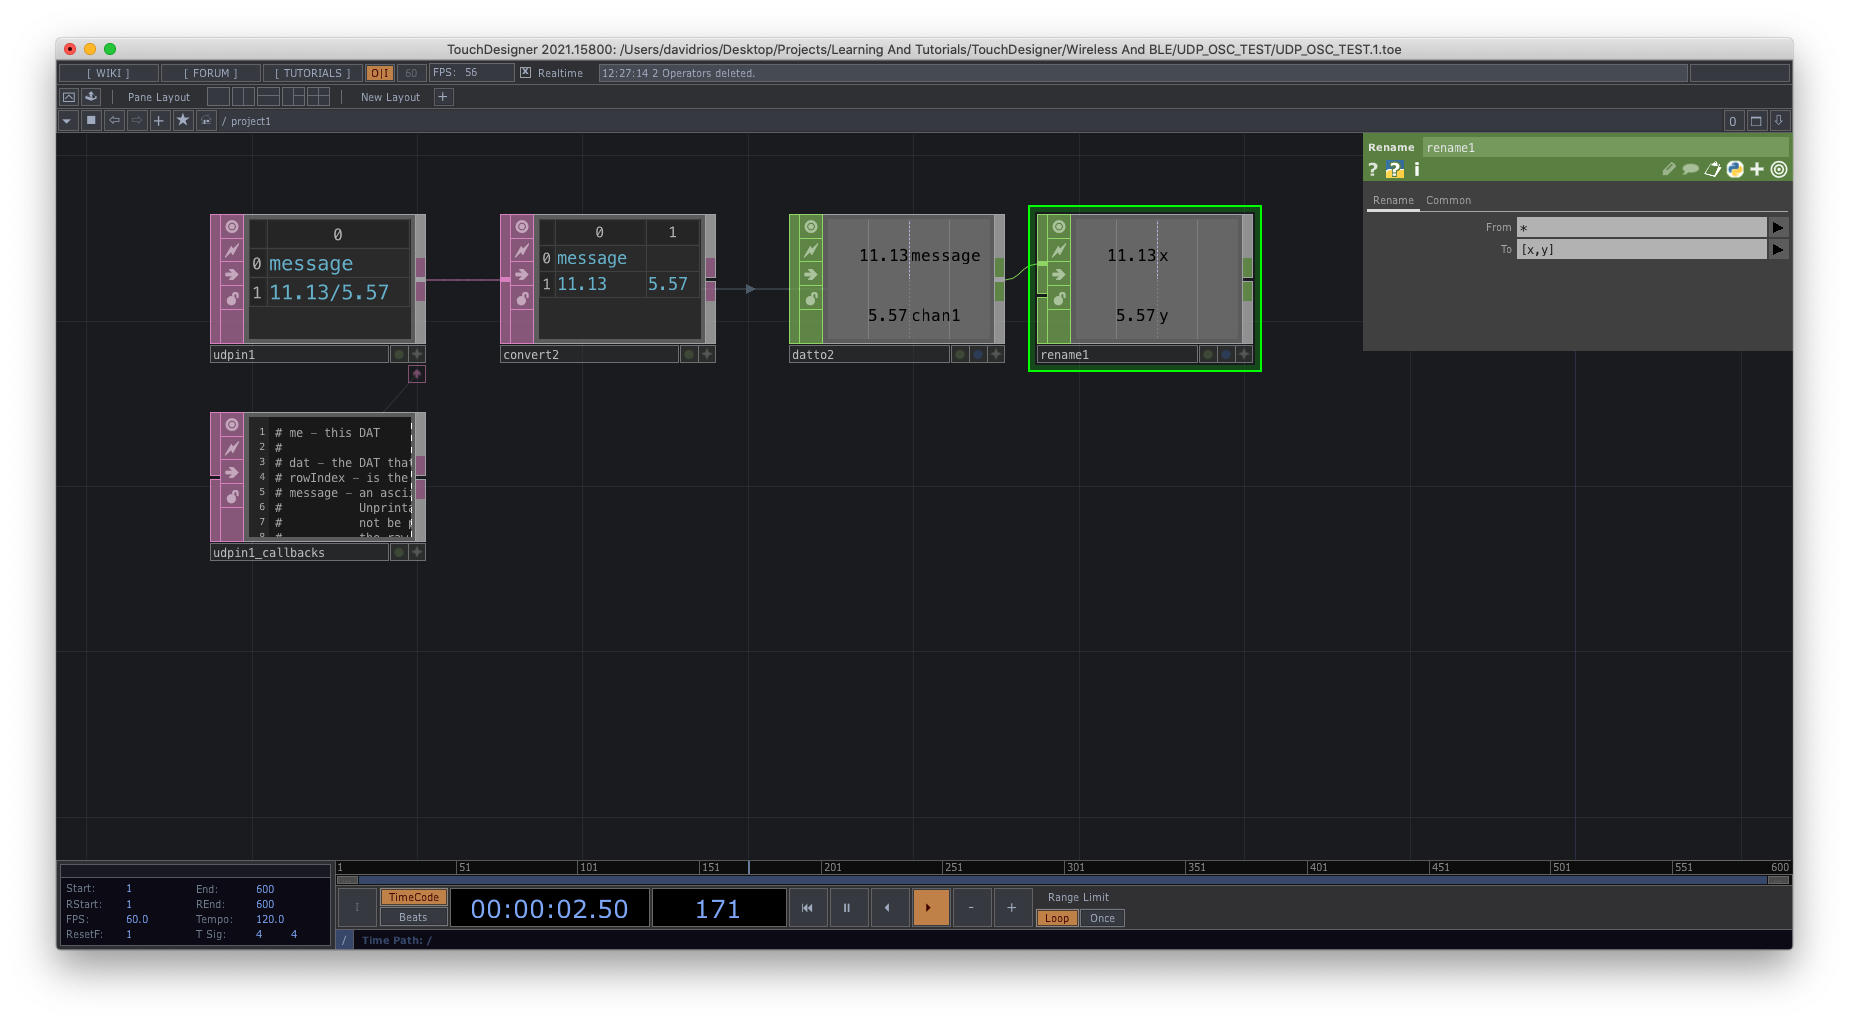 TouchDesigner 2021.15800: /Users/davidrios/Desktop/Projects/Learning And Tutorials/TouchDesigner/Wireless And BLE/UDP_OSC_TEST/UDP_OSC_TEST.1.toe
[ WIKI ] [ FORUM ] [ TUTORIALS ] O|I 60 FPS: 56 Realtime 12:27:14 2 Operators deleted.
Pane Layout New Layout +
/ project1 0
Rename rename1
? ? i
Rename Common
From *
To [x,y]
0
0 message
1 11.13/5.57
udpin1
0 1
0 message
1 11.13 5.57
convert2
11.13 message
5.57 chan1
datto2
11.13 x
5.57 y
rename1
1 # me – this DAT
2 #
3 # dat – the DAT that
4 # rowIndex – is the
5 # message – an asci
6 # Unprinta
7 # not be
8 # the raw
udpin1_callbacks
1 51 101 151 201 251 301 351 401 451 501 551 600
Start: 1 End: 600
RStart: 1 REnd: 600
FPS: 60.0 Tempo: 120.0
ResetF: 1 T Sig: 4 4
TimeCode
Beats
00:00:02.50 171
- +
Range Limit
Loop Once
/ Time Path: /